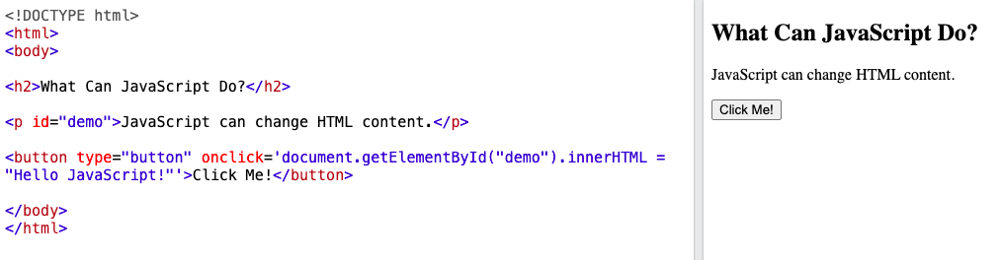 <!DOCTYPE html>
<html>
<body>
<h2>What Can JavaScript Do?</h2>
<p id="demo">JavaScript can change HTML content.</p>
<button type="button" onclick='document.getElementById("demo").innerHTML =
"Hello JavaScript!"'>Click Me!</button>
</body>
</html>
What Can JavaScript Do?
JavaScript can change HTML content.
Click Me!